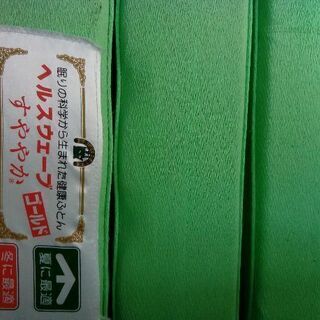 眠りの科学から生まれた健康ふとん
ヘルスウェーブ
すややか
ゴールド
夏に最適
冬に最適